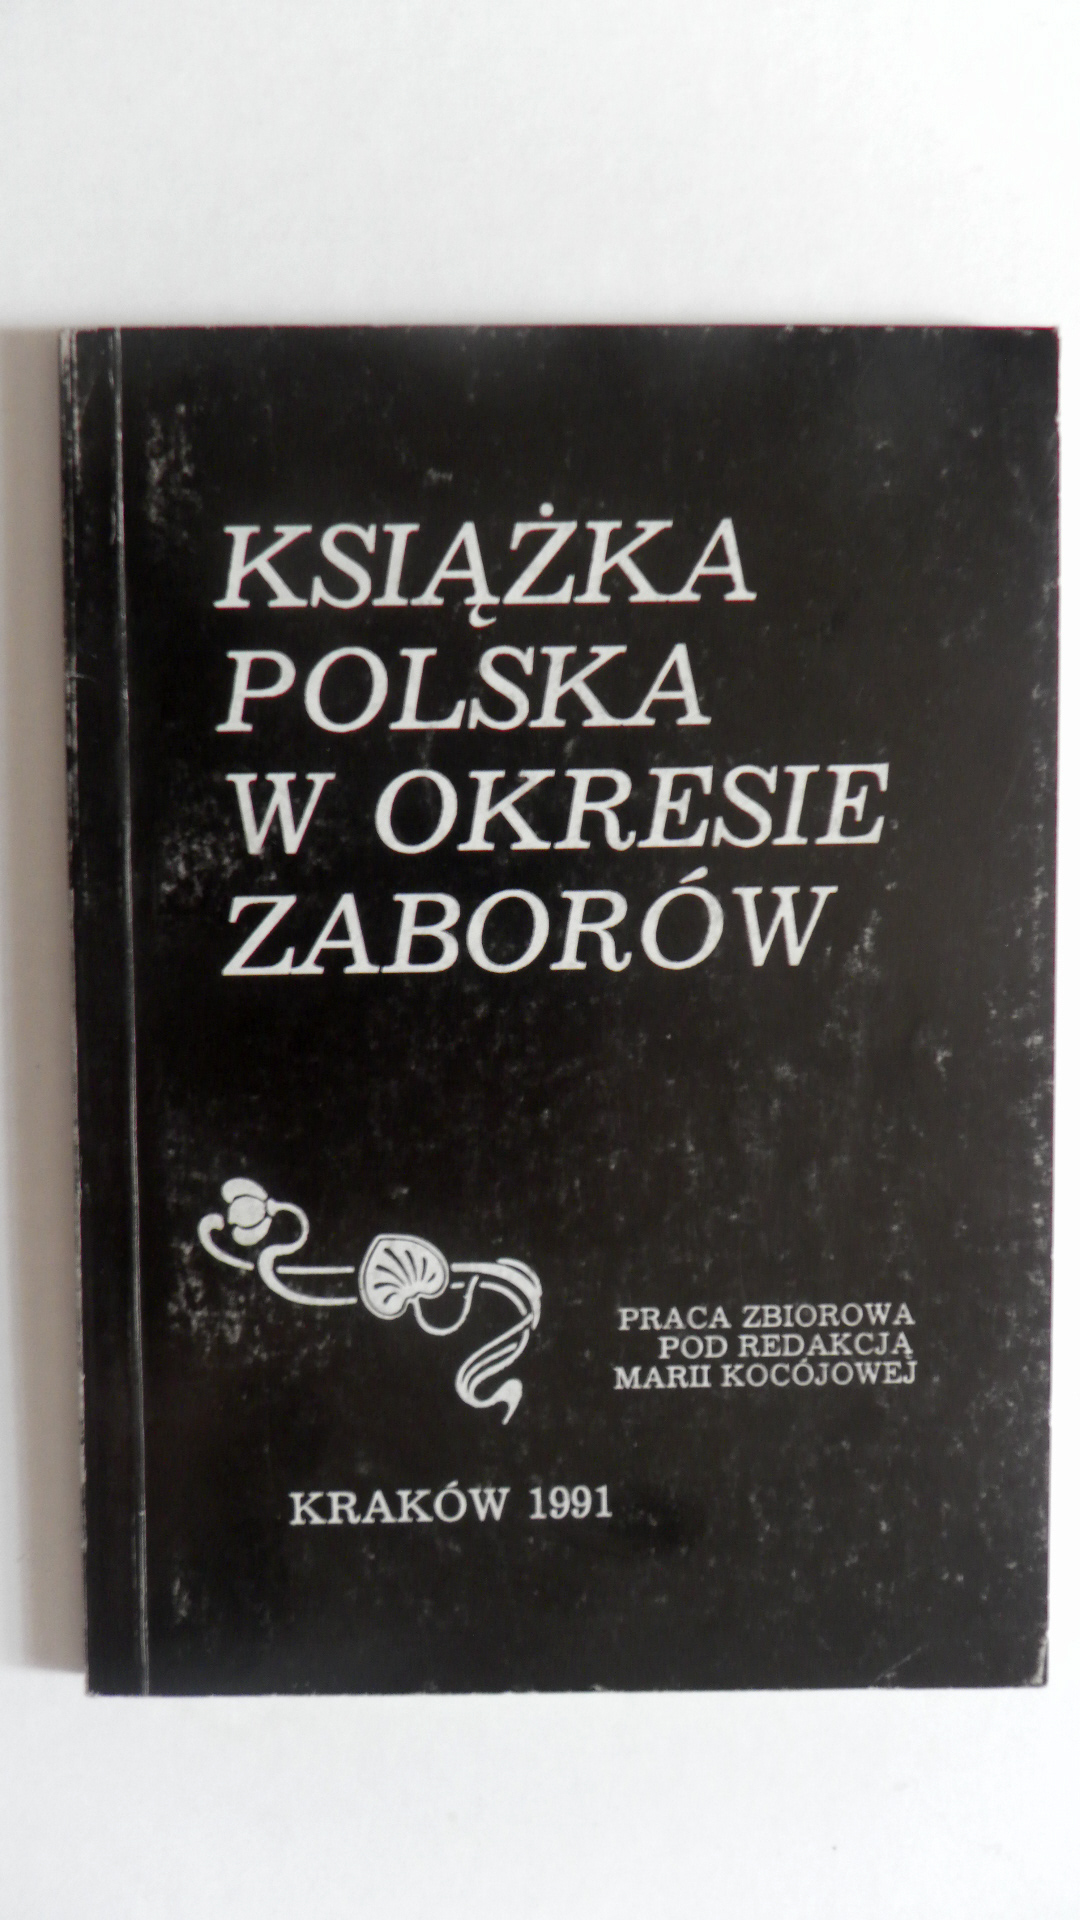 KSIĄŻKA
POLSKA
W OKRESIE
ZABORÓW
PRACA ZBIOROWA
POD REDAKCJĄ
MARII KOCÓJOWEJ
KRAKÓW 1991